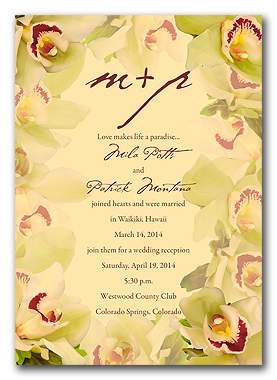 m + p
Love makes life a paradise...
Mila Potts
and
Patrick Montana
joined hearts and were married
in Waikiki, Hawaii
March 14, 2014
join them for a wedding reception
Saturday, April 19, 2014
5:30 p.m.
Westwood County Club
Colorado Springs, Colorado